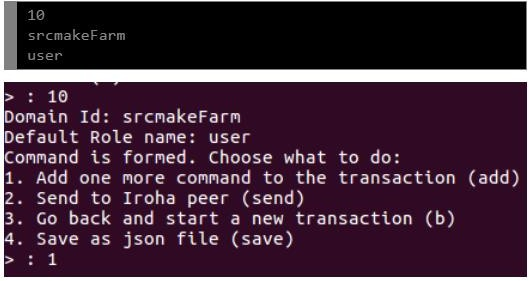 10
srcmakeFarm
user
> : 10
Domain Id: srcmakeFarm
Default Role name: user
Command is formed. Choose what to do:
1. Add one more command to the transaction (add)
2. Send to Iroha peer (send)
3. Go back and start a new transaction (b)
4. Save as json file (save)
> : 1